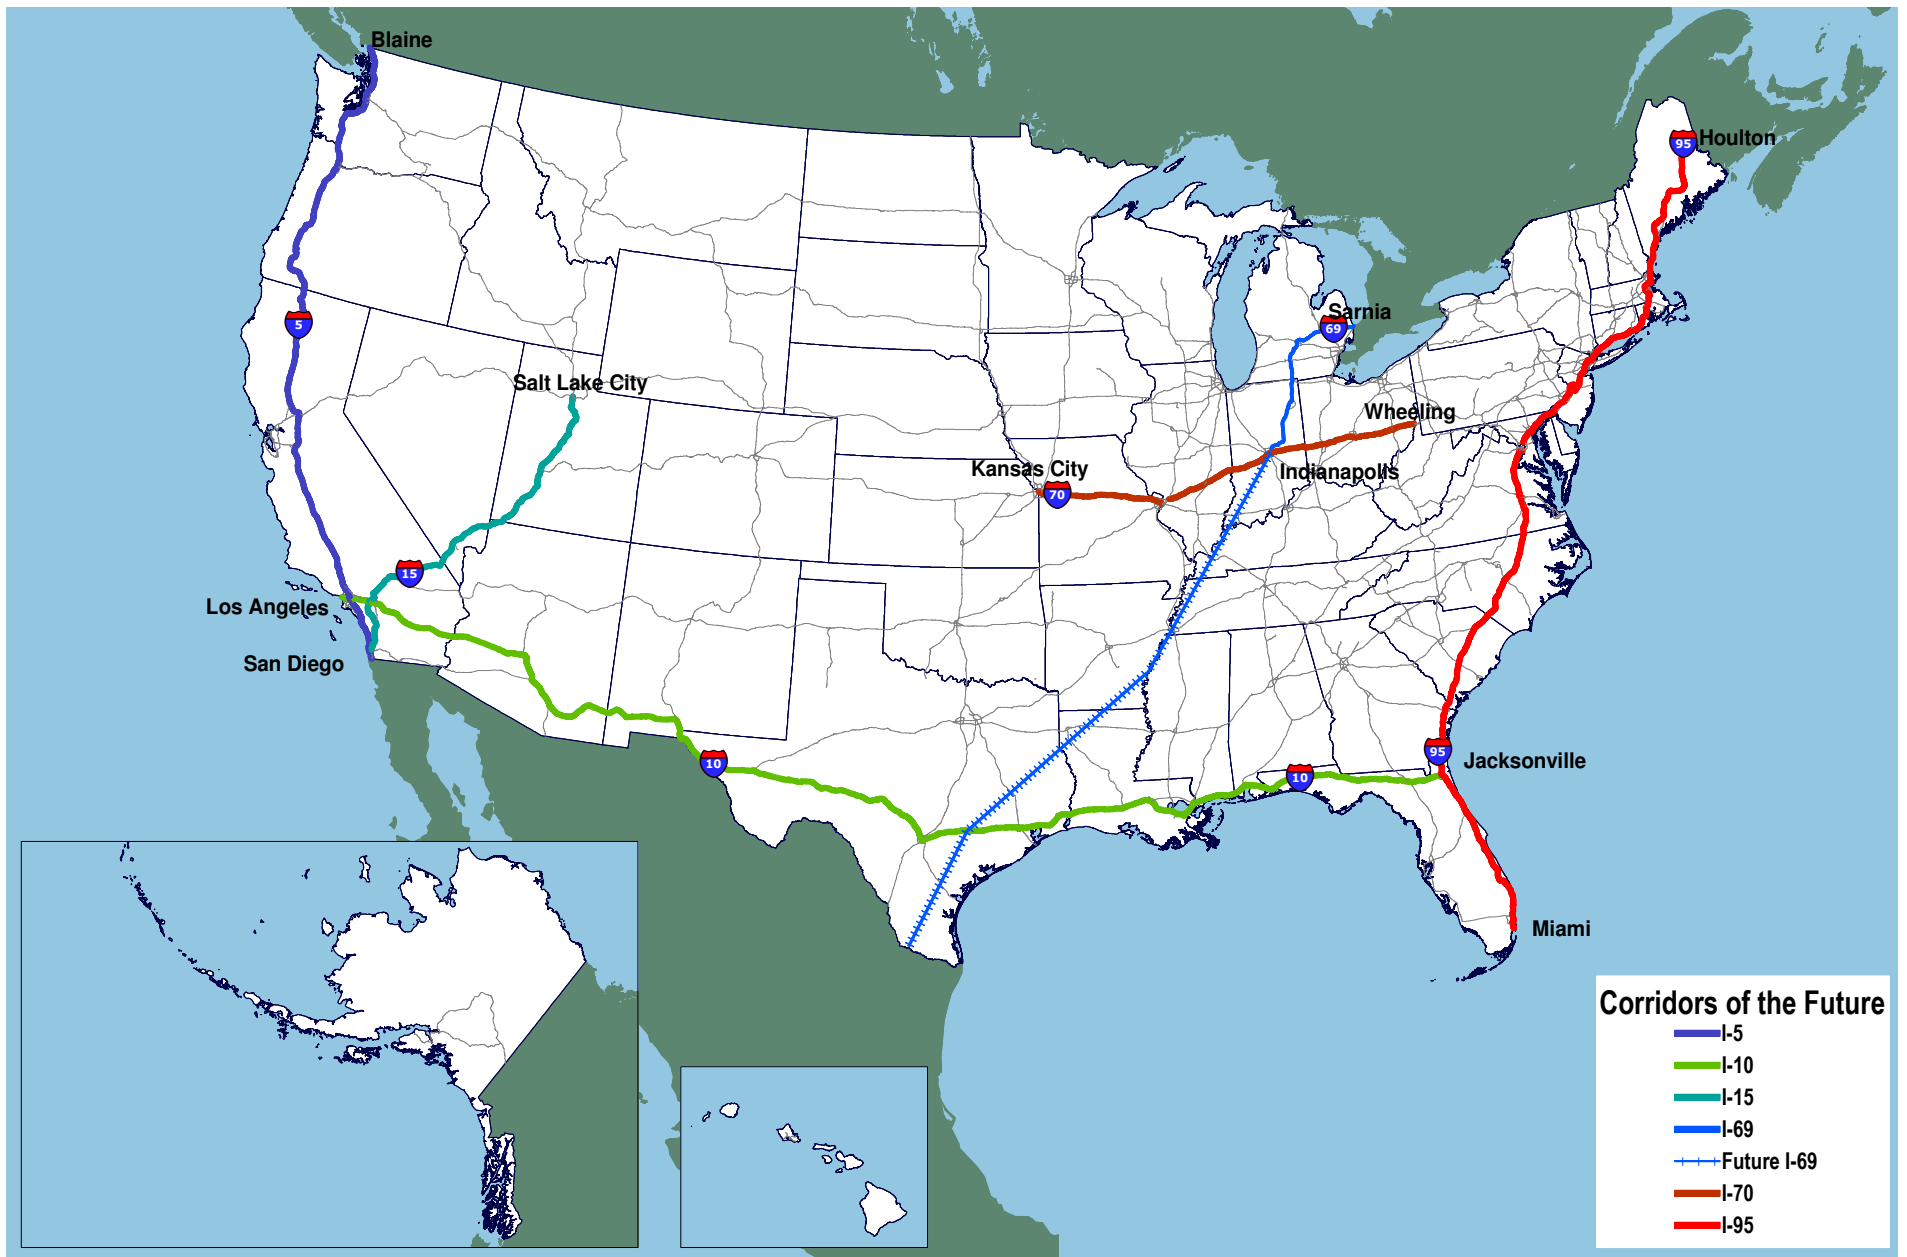 Blaine
95
Houlton
5
Sarnia
69
Salt Lake City
Wheeling
Kansas City
Indianapolis
70
15
Los Angeles
San Diego
95
10
10
Jacksonville
Miami
Corridors of the Future
I-5
I-10
I-15
I-69
Future I-69
I-70
I-95